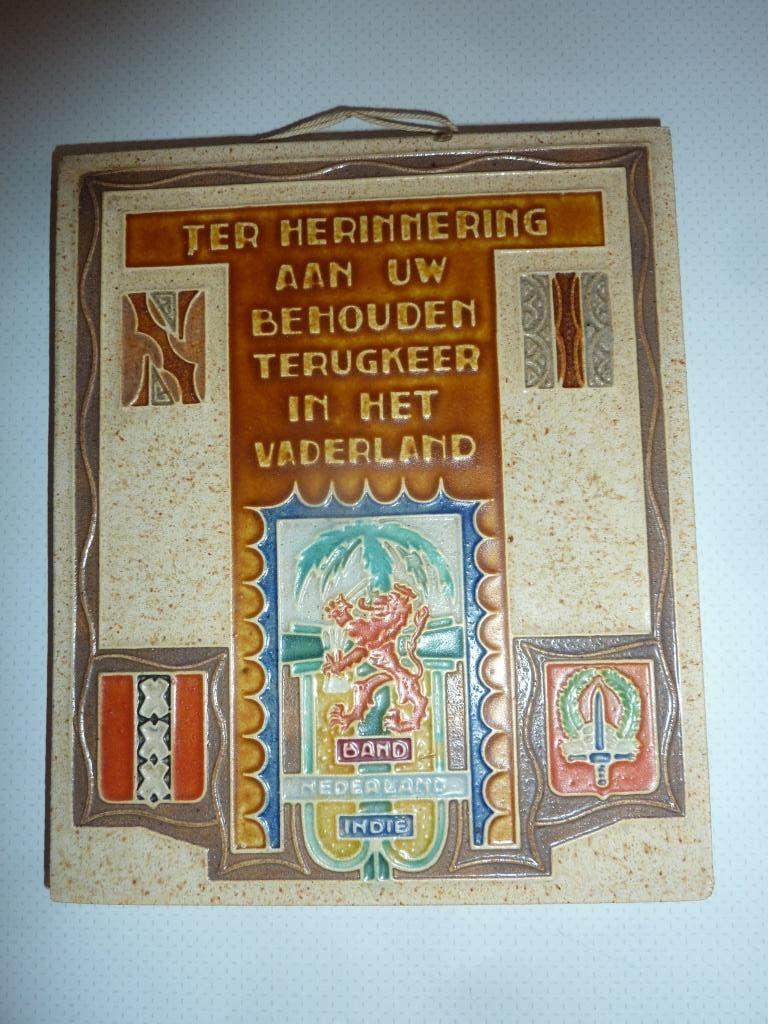 TER HERINNERING
AAN UW
BEHOUDEN
TERUGKEER
IN HET
VADERLAND
N I
BAND
NEDERLAND
INDIË